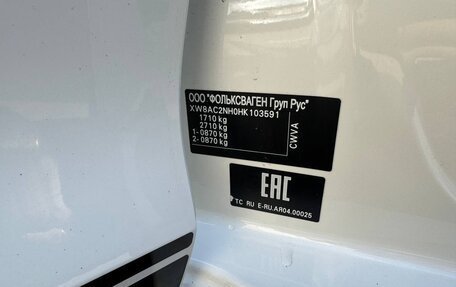 ООО "ФОЛЬКСВАГЕН Груп Рус"
XW8AC2NH0HK103591
1710 kg
2710 kg
1- 0870 kg
2- 0870 kg
CWVA
EAC
TC RU E-RU.AR04.00025